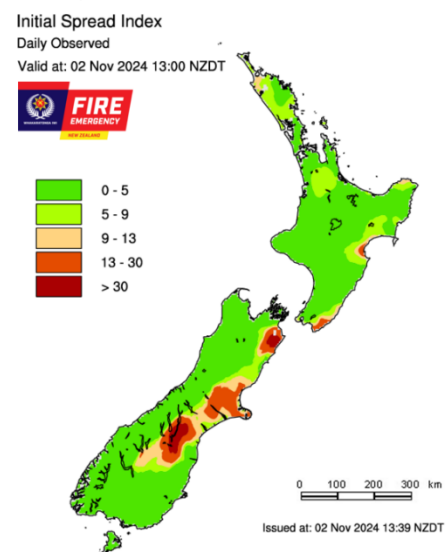 Initial Spread Index
Daily Observed
Valid at: 02 Nov 2024 13:00 NZDT
FIRE
EMERGENCY
NEW ZEALAND
0 - 5
5 - 9
9 - 13
13 - 30
> 30
0 100 200 300 km
Issued at: 02 Nov 2024 13:39 NZDT